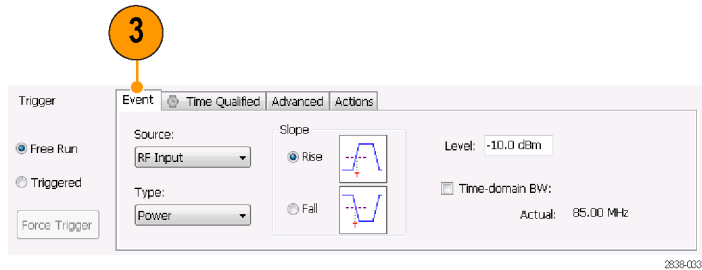 3
Trigger
Event Time Qualified Advanced Actions
Free Run
Triggered
Force Trigger
Source:
RF Input
Type:
Power
Slope
Rise
Fall
Level: -10.0 dBm
Time-domain BW:
Actual: 85.00 MHz
2838-033